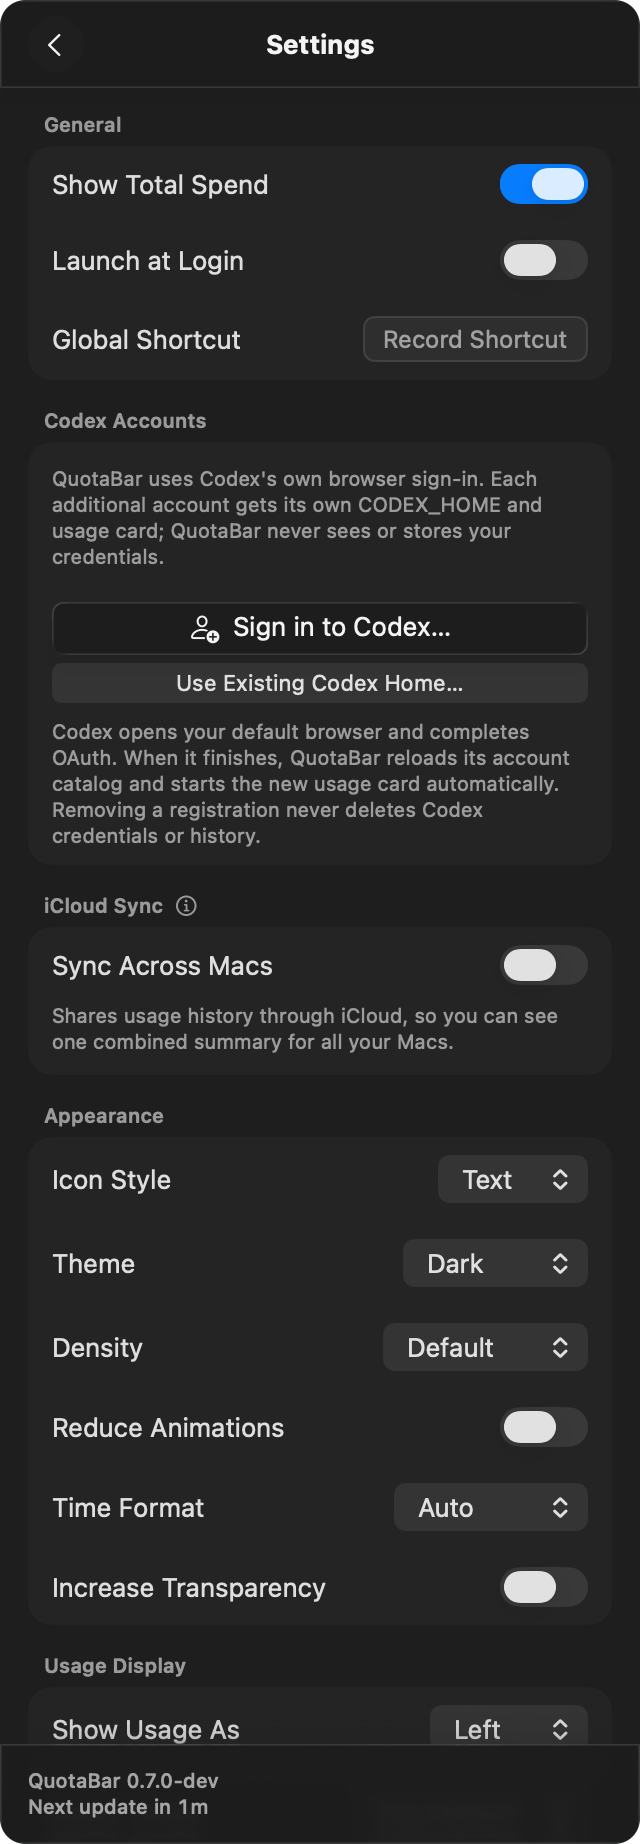 Settings
General
Show Total Spend
Launch at Login
Global Shortcut
Record Shortcut
Codex Accounts
QuotaBar uses Codex's own browser sign-in. Each
additional account gets its own CODEX_HOME and
usage card; QuotaBar never sees or stores your
credentials.
Sign in to Codex...
Use Existing Codex Home...
Codex opens your default browser and completes
OAuth. When it finishes, QuotaBar reloads its account
catalog and starts the new usage card automatically.
Removing a registration never deletes Codex
credentials or history.
iCloud Sync
Sync Across Macs
Shares usage history through iCloud, so you can see
one combined summary for all your Macs.
Appearance
Icon Style
Text
Theme
Dark
Density
Default
Reduce Animations
Time Format
Auto
Increase Transparency
Usage Display
Show Usage As
Left
QuotaBar 0.7.0-dev
Next update in 1m